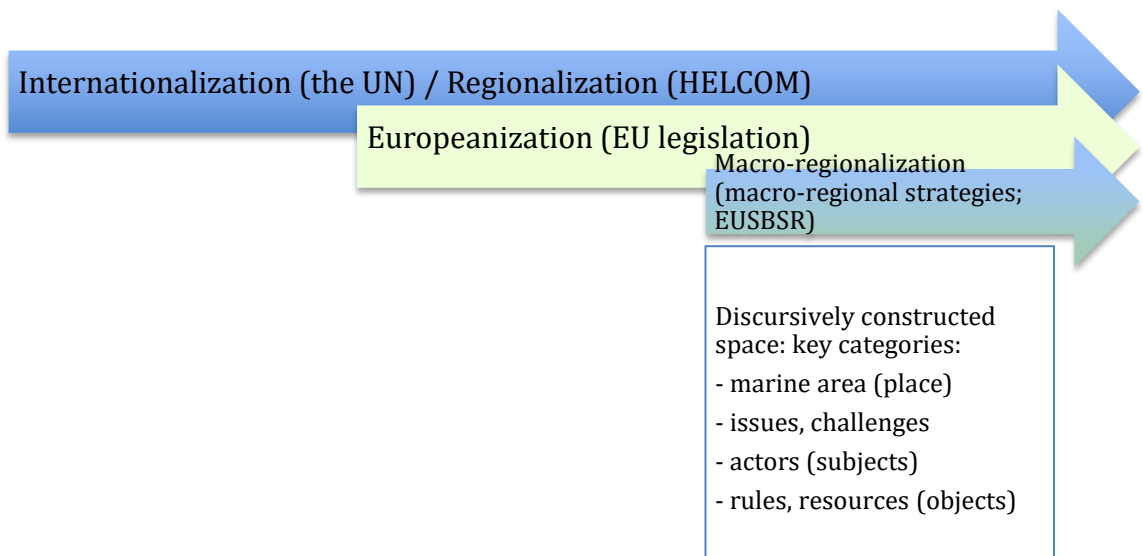 Internationalization (the UN) / Regionalization (HELCOM)
Europeanization (EU legislation)
Macro-regionalization
(macro-regional strategies;
EUSBSR)
Discursively constructed
space: key categories:
- marine area (place)
- issues, challenges
- actors (subjects)
- rules, resources (objects)